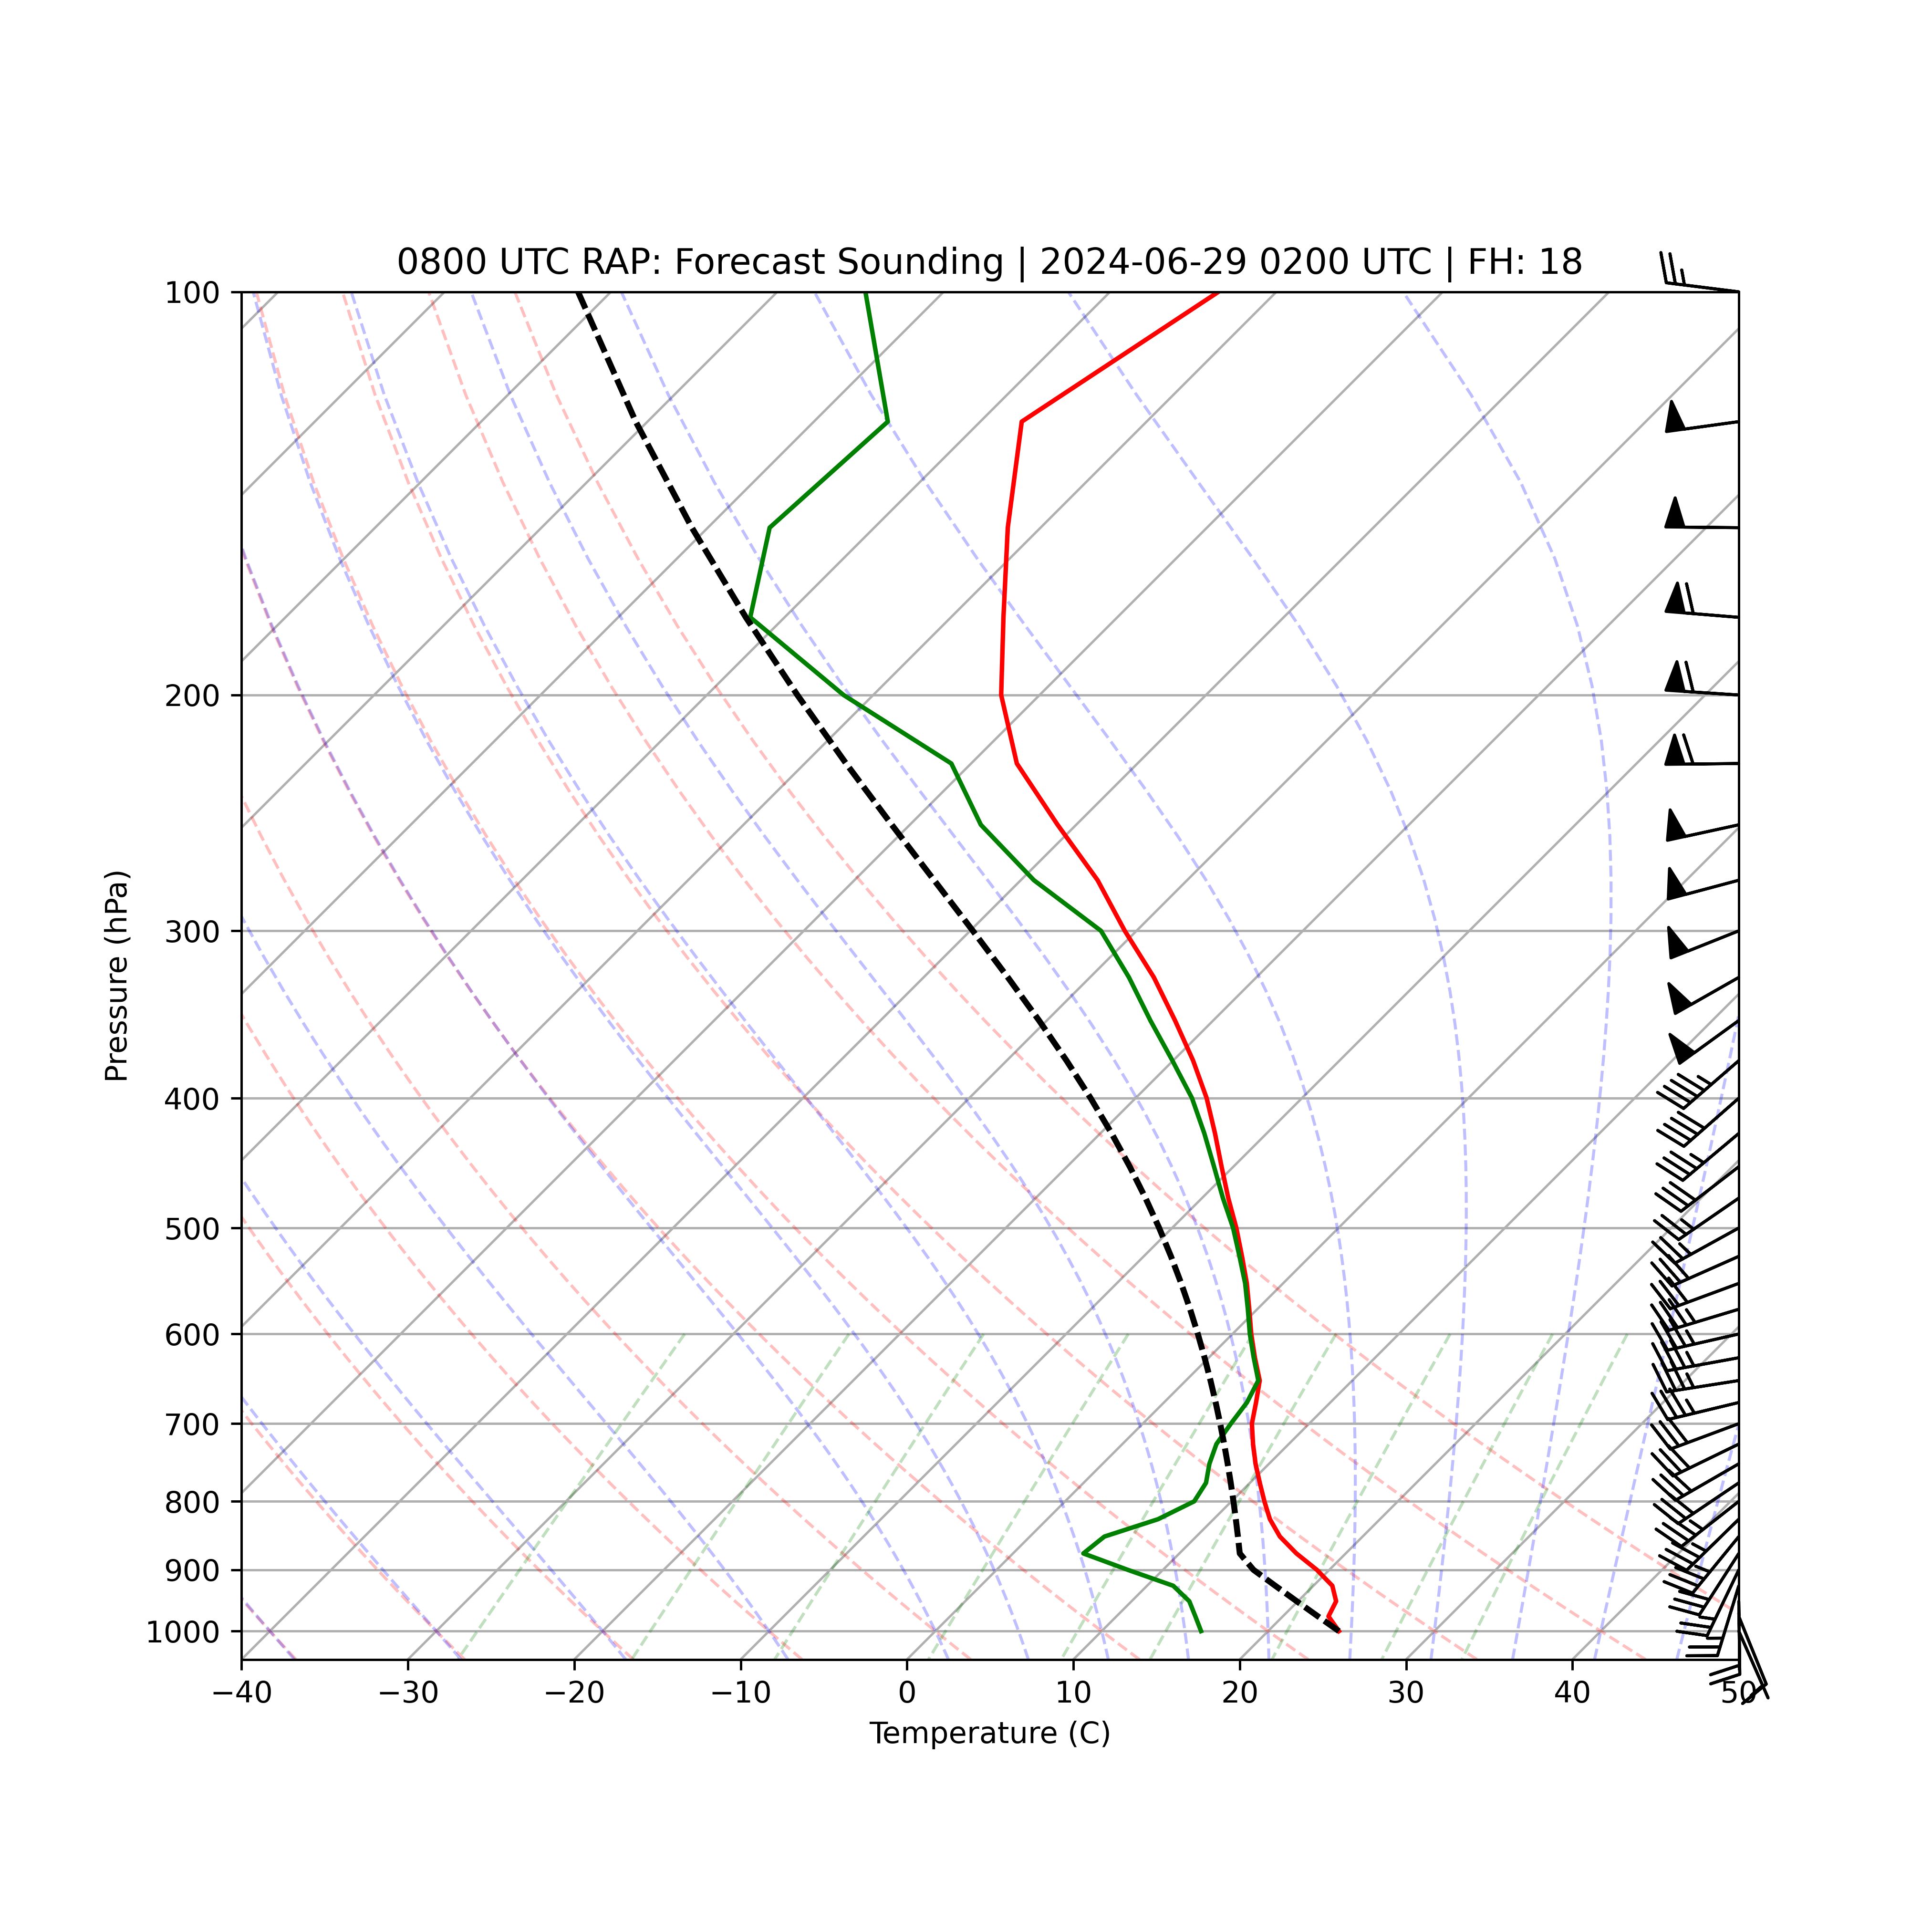 0800 UTC RAP: Forecast Sounding | 2024-06-29 0200 UTC | FH: 18
Pressure (hPa)
100
200
300
400
500
600
700
800
900
1000
−40 −30 −20 −10 0 10 20 30 40 50
Temperature (C)